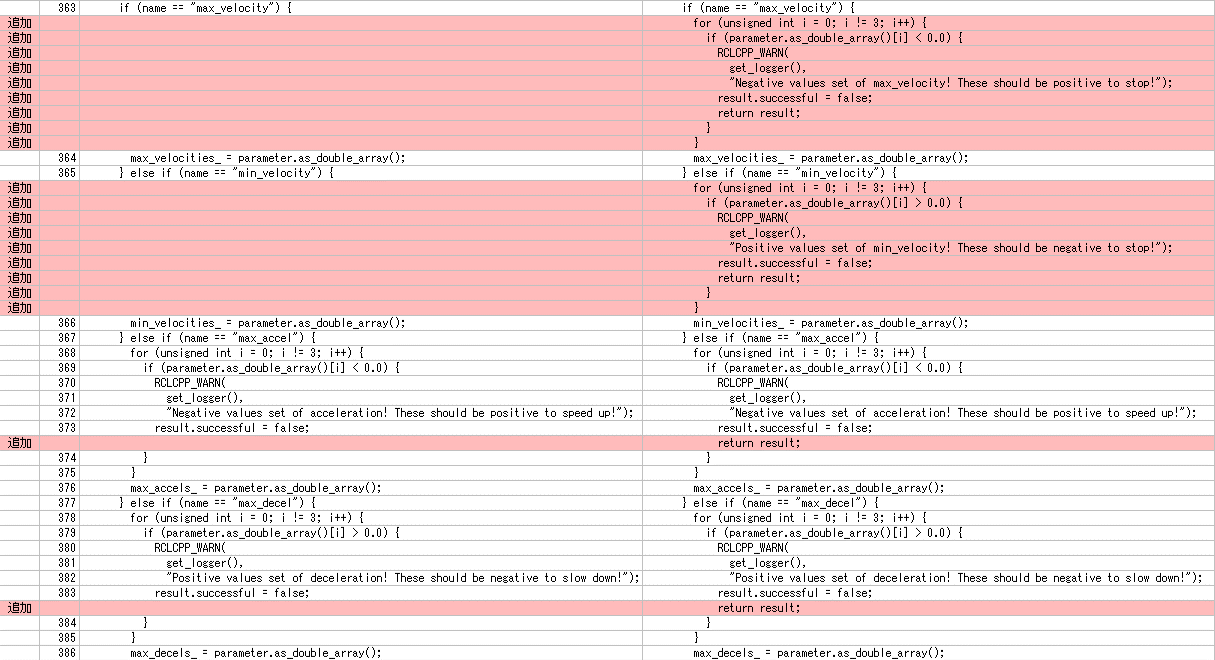 363 if (name == "max_velocity") { if (name == "max_velocity") {
追加 for (unsigned int i = 0; i != 3; i++) {
追加 if (parameter.as_double_array()[i] < 0.0) {
追加 RCLCPP_WARN(
追加 get_logger(),
追加 "Negative values set of max_velocity! These should be positive to stop!");
追加 result.successful = false;
追加 return result;
追加 }
追加 }
364 max_velocities_ = parameter.as_double_array(); max_velocities_ = parameter.as_double_array();
365 } else if (name == "min_velocity") { } else if (name == "min_velocity") {
追加 for (unsigned int i = 0; i != 3; i++) {
追加 if (parameter.as_double_array()[i] > 0.0) {
追加 RCLCPP_WARN(
追加 get_logger(),
追加 "Positive values set of min_velocity! These should be negative to stop!");
追加 result.successful = false;
追加 return result;
追加 }
追加 }
366 min_velocities_ = parameter.as_double_array(); min_velocities_ = parameter.as_double_array();
367 } else if (name == "max_accel") { } else if (name == "max_accel") {
368 for (unsigned int i = 0; i != 3; i++) { for (unsigned int i = 0; i != 3; i++) {
369 if (parameter.as_double_array()[i] < 0.0) { if (parameter.as_double_array()[i] < 0.0) {
370 RCLCPP_WARN( RCLCPP_WARN(
371 get_logger(), get_logger(),
372 "Negative values set of acceleration! These should be positive to speed up!"); "Negative values set of acceleration! These should be positive to speed up!");
373 result.successful = false; result.successful = false;
追加 return result;
374 } }
375 } }
376 max_accels_ = parameter.as_double_array(); max_accels_ = parameter.as_double_array();
377 } else if (name == "max_decel") { } else if (name == "max_decel") {
378 for (unsigned int i = 0; i != 3; i++) { for (unsigned int i = 0; i != 3; i++) {
379 if (parameter.as_double_array()[i] > 0.0) { if (parameter.as_double_array()[i] > 0.0) {
380 RCLCPP_WARN( RCLCPP_WARN(
381 get_logger(), get_logger(),
382 "Positive values set of deceleration! These should be negative to slow down!"); "Positive values set of deceleration! These should be negative to slow down!");
383 result.successful = false; result.successful = false;
追加 return result;
384 } }
385 } }
386 max_decels_ = parameter.as_double_array(); max_decels_ = parameter.as_double_array();